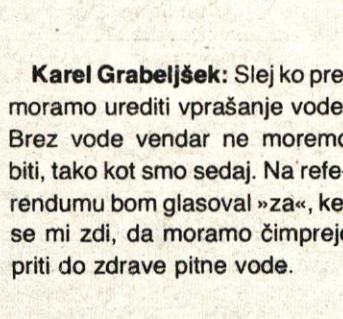 Karel Grabeljšek: Slej ko pre
moramo urediti vprašanje vode
Brez vode vendar ne moremo
biti, tako kot smo sedaj. Na refe-
rendumu bom glasoval »za«, ke
se mi zdi, da moramo čimprej
priti do zdrave pitne vode.